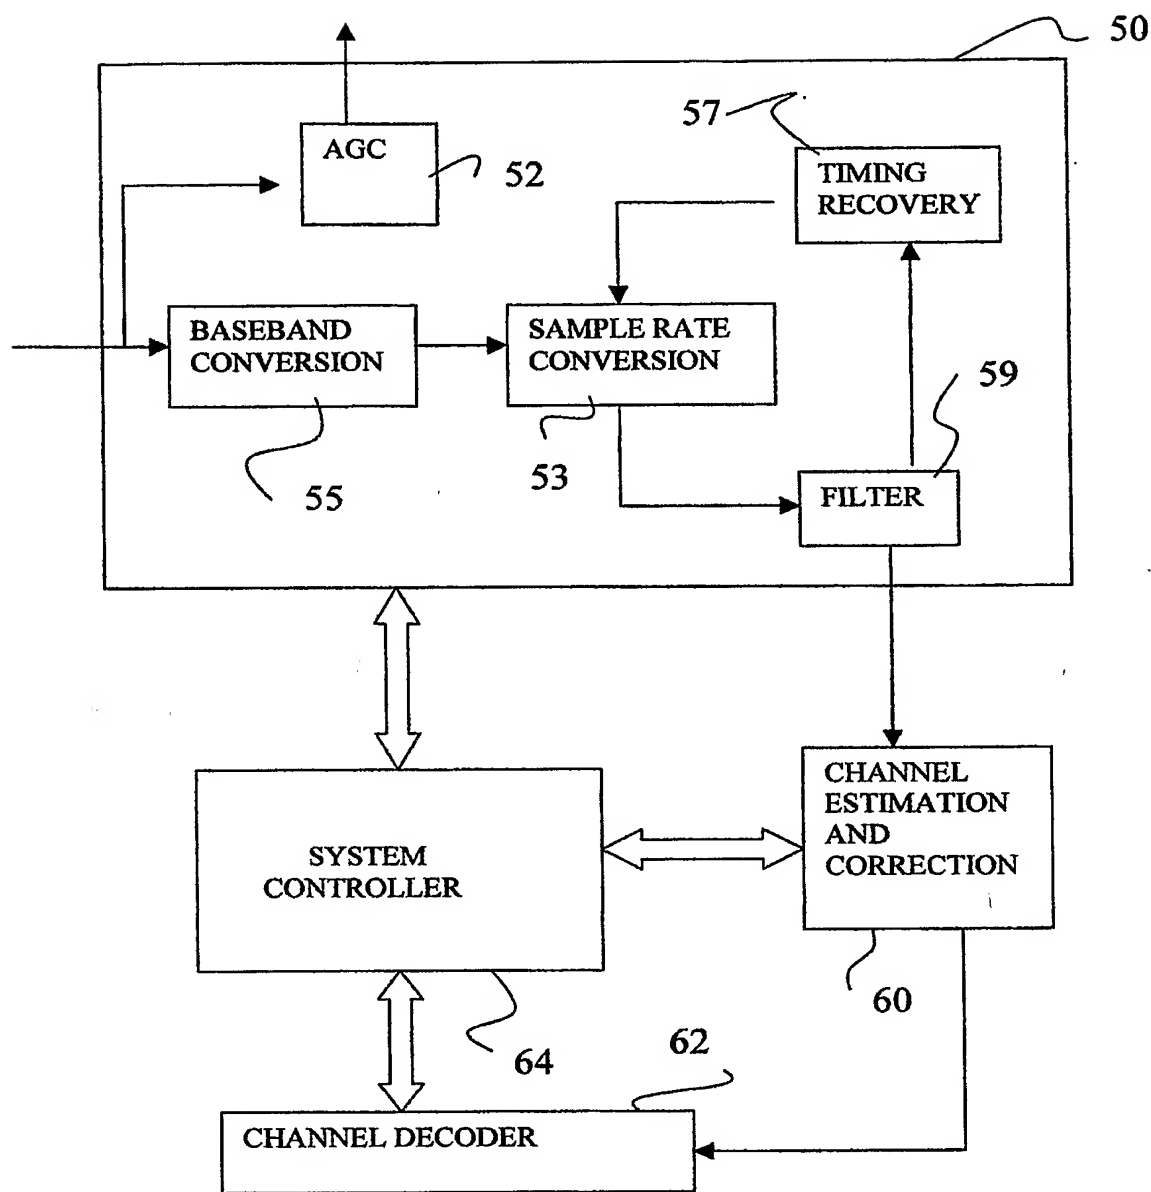 50
AGC
52
57
TIMING
RECOVERY
BASEBAND
CONVERSION
SAMPLE RATE
CONVERSION
59
55
53
FILTER
SYSTEM
CONTROLLER
CHANNEL
ESTIMATION
AND
CORRECTION
60
64
62
CHANNEL DECODER